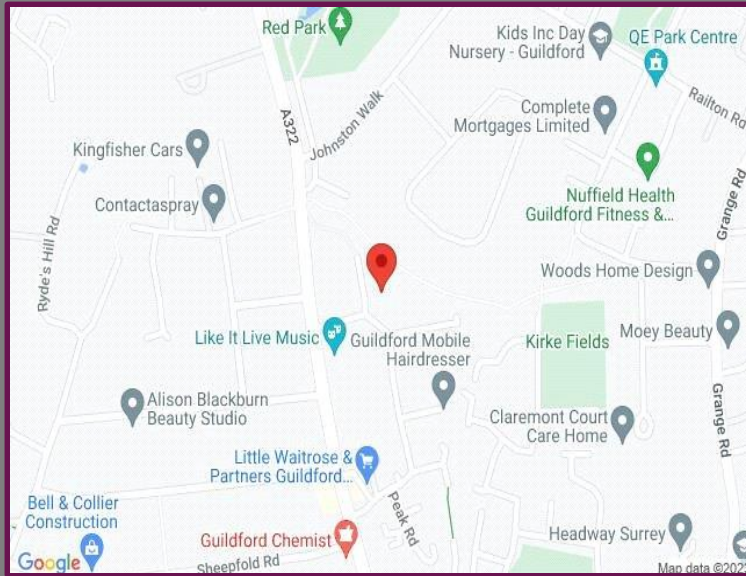 Red Park
Kids Inc Day
Nursery - Guildford
QE Park Centre
A322
Johnston Walk
Complete
Mortgages Limited
Railton Rd
Kingfisher Cars
Contactaspray
Nuffield Health
Guildford Fitness &...
Grange Rd
Ryde's Hill Rd
Woods Home Design
Like It Live Music
Guildford Mobile
Hairdresser
Kirke Fields
Moey Beauty
Alison Blackburn
Beauty Studio
Claremont Court
Care Home
Grange Rd
Little Waitrose &
Partners Guildford...
Peak Rd
Bell & Collier
Construction
Guildford Chemist
Headway Surrey
Google
Sheepfold Rd
Map data ©202